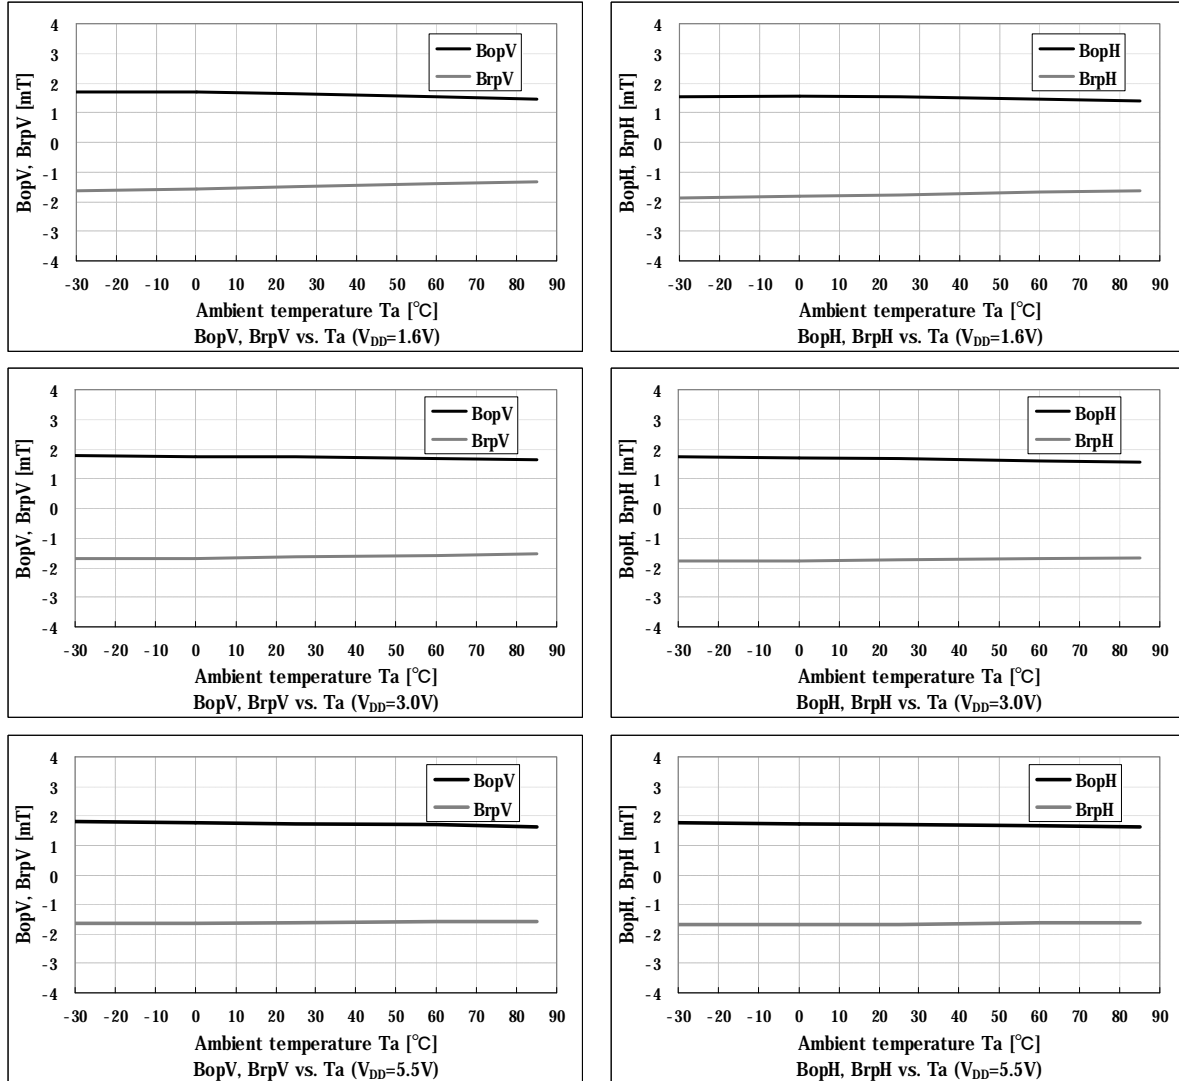 4
3
2
1
0
-1
-2
-3
-4
BopV, BrpV [mT]
BopV
BrpV
-30 -20 -10 0 10 20 30 40 50 60 70 80 90
Ambient temperature Ta [°C]
BopV, BrpV vs. Ta (VDD=1.6V)
4
3
2
1
0
-1
-2
-3
-4
BopH, BrpH [mT]
BopH
BrpH
-30 -20 -10 0 10 20 30 40 50 60 70 80 90
Ambient temperature Ta [°C]
BopH, BrpH vs. Ta (VDD=1.6V)
4
3
2
1
0
-1
-2
-3
-4
BopV, BrpV [mT]
BopV
BrpV
-30 -20 -10 0 10 20 30 40 50 60 70 80 90
Ambient temperature Ta [°C]
BopV, BrpV vs. Ta (VDD=3.0V)
4
3
2
1
0
-1
-2
-3
-4
BopH, BrpH [mT]
BopH
BrpH
-30 -20 -10 0 10 20 30 40 50 60 70 80 90
Ambient temperature Ta [°C]
BopH, BrpH vs. Ta (VDD=3.0V)
4
3
2
1
0
-1
-2
-3
-4
BopV, BrpV [mT]
BopV
BrpV
-30 -20 -10 0 10 20 30 40 50 60 70 80 90
Ambient temperature Ta [°C]
BopV, BrpV vs. Ta (VDD=5.5V)
4
3
2
1
0
-1
-2
-3
-4
BopH, BrpH [mT]
BopH
BrpH
-30 -20 -10 0 10 20 30 40 50 60 70 80 90
Ambient temperature Ta [°C]
BopH, BrpH vs. Ta (VDD=5.5V)